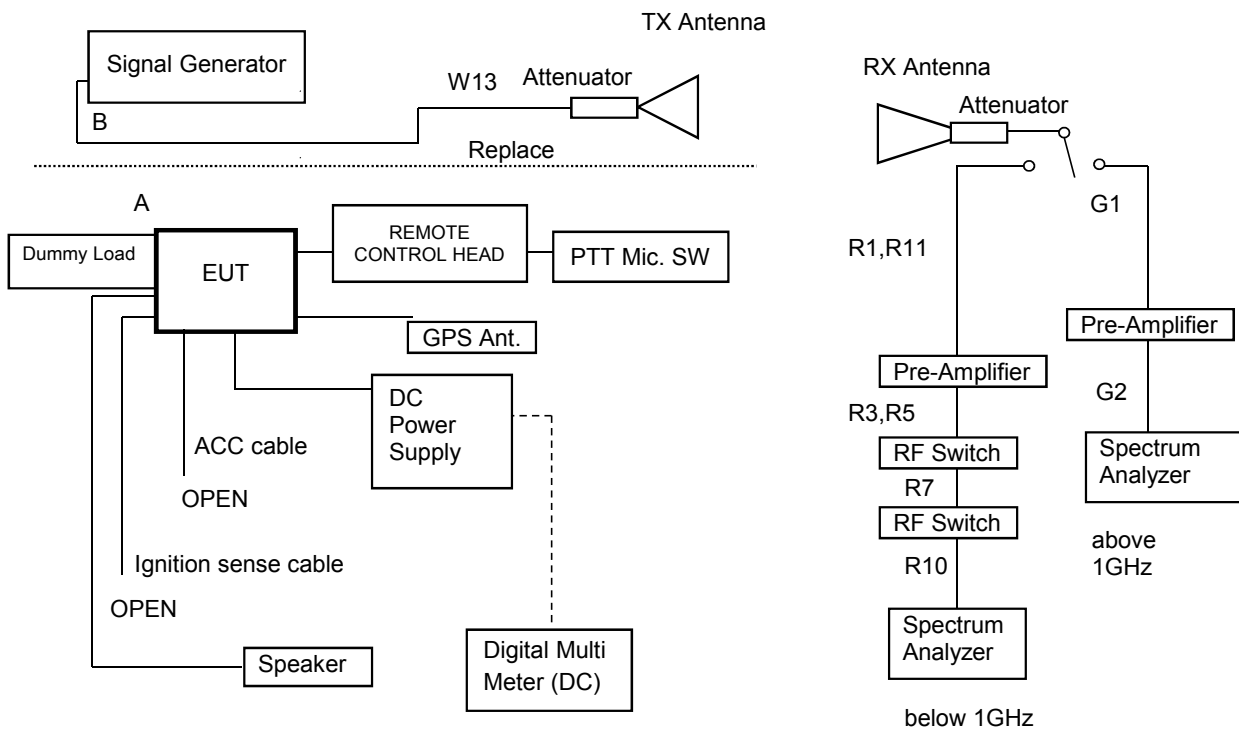 TX Antenna
Signal Generator
W13
Attenuator
B
Replace
A
Dummy Load
EUT
REMOTE
CONTROL HEAD
PTT Mic. SW
GPS Ant.
DC
Power
Supply
ACC cable
OPEN
Ignition sense cable
OPEN
Speaker
Digital Multi
Meter (DC)
RX Antenna
Attenuator
G1
R1,R11
Pre-Amplifier
Pre-Amplifier
R3,R5
G2
RF Switch
Spectrum
Analyzer
R7
RF Switch
above
1GHz
R10
Spectrum
Analyzer
below 1GHz